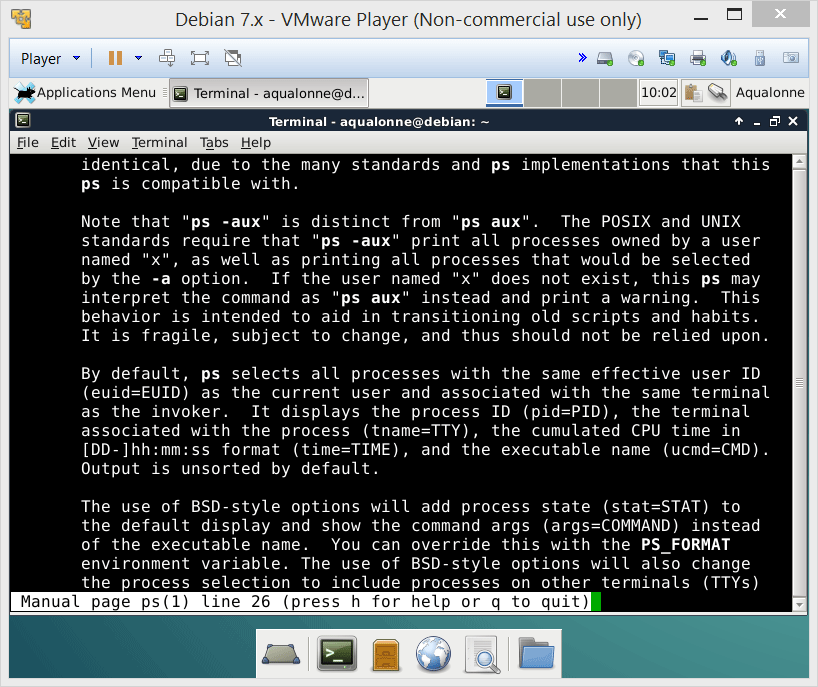 Debian 7.x - VMware Player (Non-commercial use only)
Player
Applications Menu
Terminal - aqualonne@d...
10:02
Aqualonne
Terminal - aqualonne@debian: ~
File Edit View Terminal Tabs Help
identical, due to the many standards and ps implementations that this
ps is compatible with.
Note that "ps -aux" is distinct from "ps aux".  The POSIX and UNIX
standards require that "ps -aux" print all processes owned by a user
named "x", as well as printing all processes that would be selected
by the -a option.  If the user named "x" does not exist, this ps may
interpret the command as "ps aux" instead and print a warning.  This
behavior is intended to aid in transitioning old scripts and habits.
It is fragile, subject to change, and thus should not be relied upon.
By default, ps selects all processes with the same effective user ID
(euid=EUID) as the current user and associated with the same terminal
as the invoker.  It displays the process ID (pid=PID), the terminal
associated with the process (tname=TTY), the cumulated CPU time in
[DD-]hh:mm:ss format (time=TIME), and the executable name (ucmd=CMD).
Output is unsorted by default.
The use of BSD-style options will add process state (stat=STAT) to
the default display and show the command args (args=COMMAND) instead
of the executable name.  You can override this with the PS_FORMAT
environment variable. The use of BSD-style options will also change
the process selection to include processes on other terminals (TTYs)
Manual page ps(1) line 26 (press h for help or q to quit)